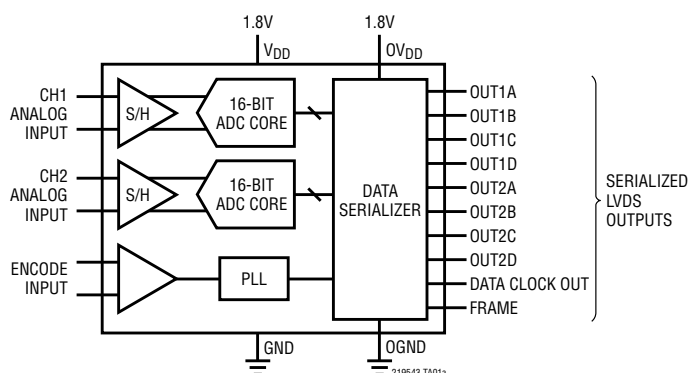 1.8V
1.8V
VDD
OVDD
CH1
ANALOG
INPUT
S/H
16-BIT
ADC CORE
CH2
ANALOG
INPUT
S/H
16-BIT
ADC CORE
ENCODE
INPUT
PLL
DATA
SERIALIZER
OUT1A
OUT1B
OUT1C
OUT1D
OUT2A
OUT2B
OUT2C
OUT2D
DATA CLOCK OUT
FRAME
SERIALIZED
LVDS
OUTPUTS
GND
OGND
219543 TA01a